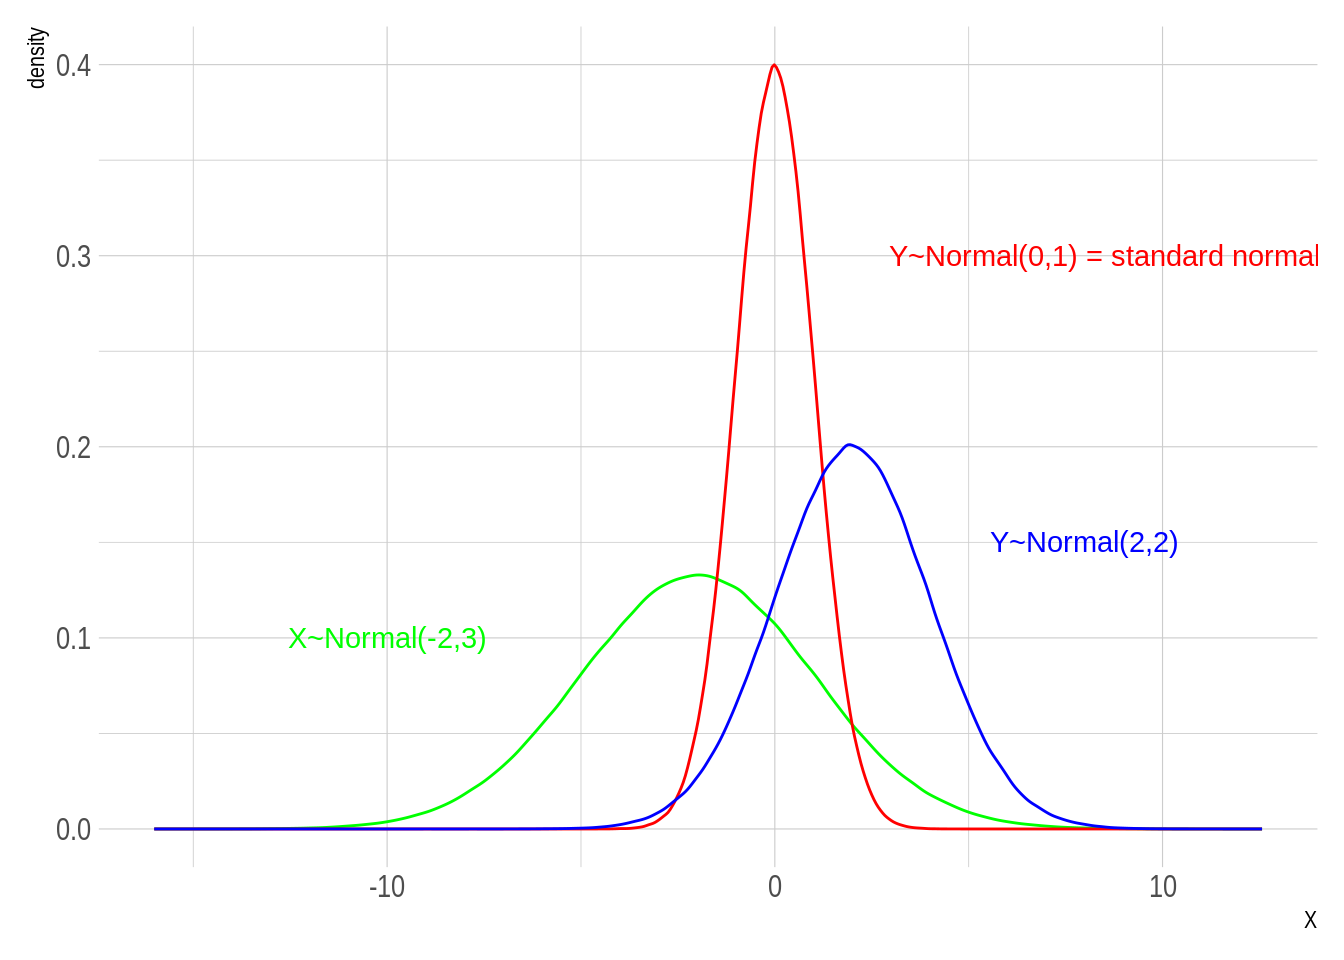 density
0.4
0.3
Y~Normal(0,1) = standard normal
0.2
Y~Normal(2,2)
X~Normal(-2,3)
0.1
0.0
-10 0 10
X